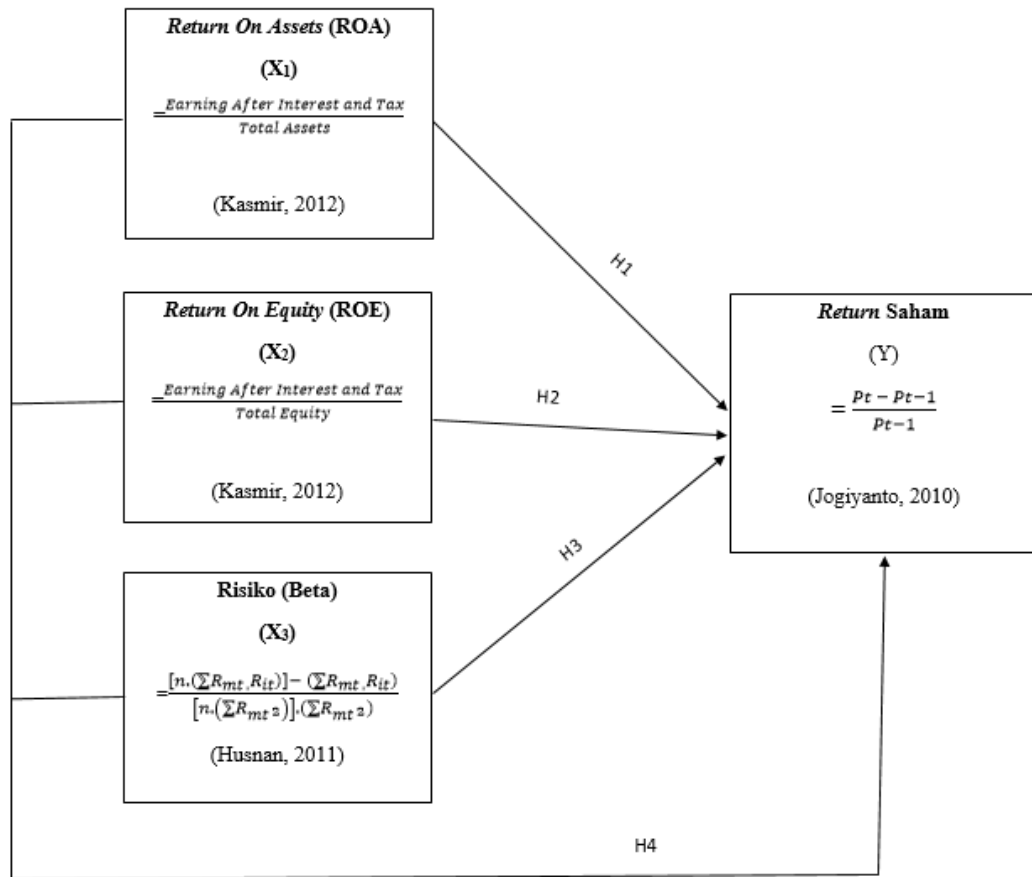 Return On Assets (ROA)
(X₁)
=Earning After Interest and Tax
Total Assets
(Kasmir, 2012)
H1
Return On Equity (ROE)
(X₂)
=Earning After Interest and Tax
Total Equity
(Kasmir, 2012)
H2
Return Saham
(Y)
= Pt − Pt−1
Pt−1
(Jogiyanto, 2010)
H3
Risiko (Beta)
(X₃)
=[n.(∑Rmt,Rit)]− (∑Rmt,Rit)
[n.(∑Rmt²)].(∑Rmt²)
(Husnan, 2011)
H4